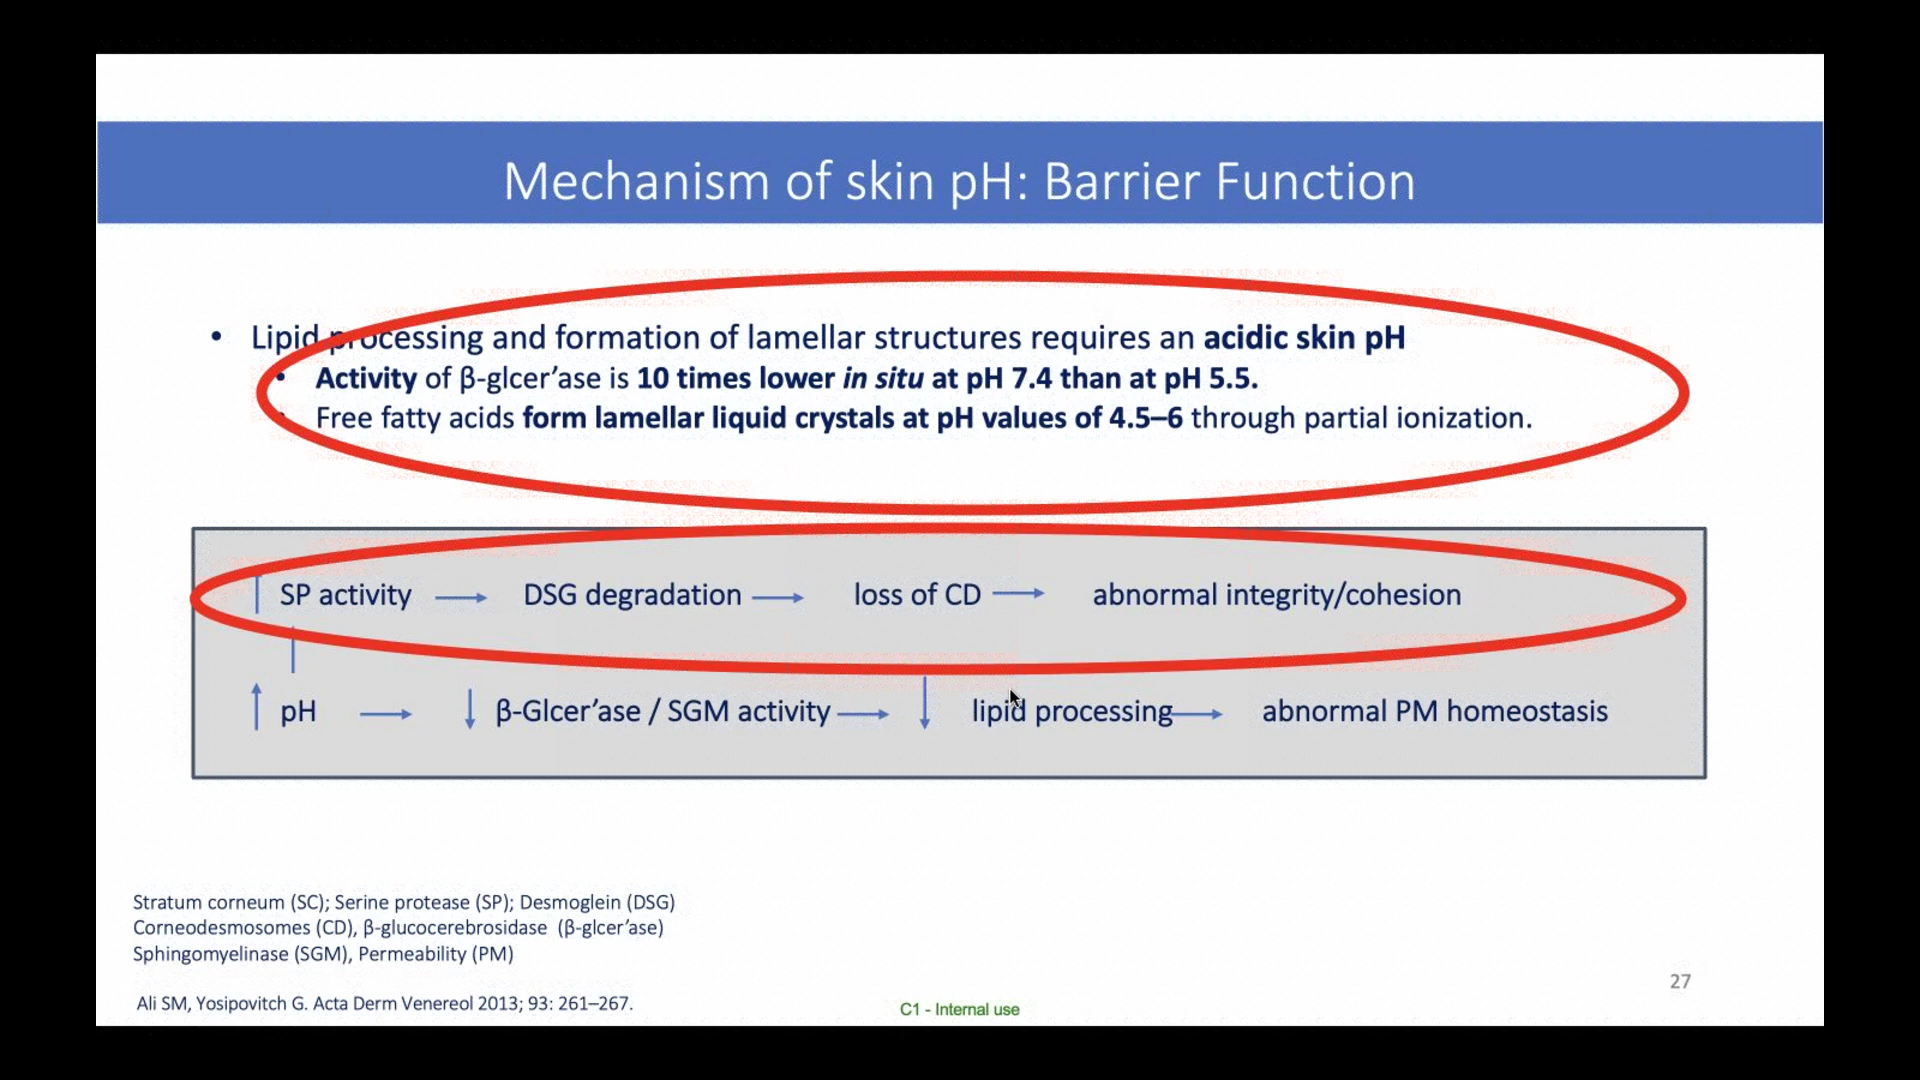 Mechanism of skin pH: Barrier Function
• Lipid processing and formation of lamellar structures requires an acidic skin pH
• Activity of β-glcer’ase is 10 times lower in situ at pH 7.4 than at pH 5.5.
• Free fatty acids form lamellar liquid crystals at pH values of 4.5–6 through partial ionization.
↑ SP activity → DSG degradation → loss of CD → abnormal integrity/cohesion
↑ pH → ↓ β-Glcer’ase / SGM activity → ↓ lipid processing → abnormal PM homeostasis
Stratum corneum (SC); Serine protease (SP); Desmoglein (DSG)
Corneodesmosomes (CD), β-glucocerebrosidase (β-glcer’ase)
Sphingomyelinase (SGM), Permeability (PM)
27
Ali SM, Yosipovitch G. Acta Derm Venereol 2013; 93: 261–267.
C1 - Internal use